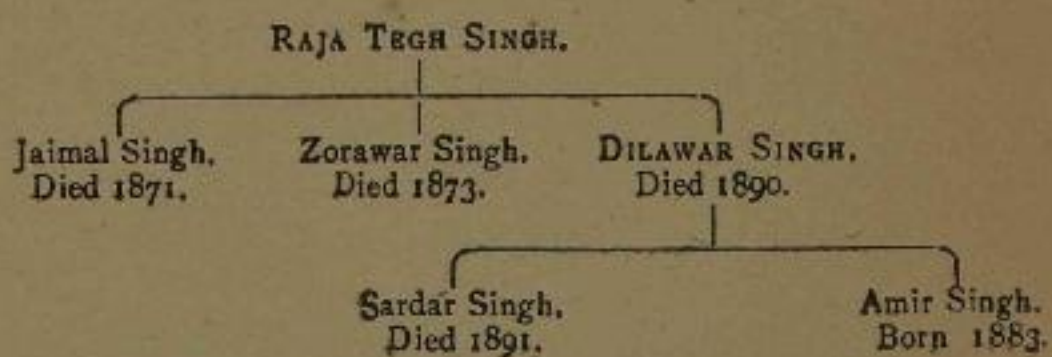 RAJA TEGH SINGH.
Jaimal Singh. Zorawar Singh. DILAWAR SINGH.
Died 1871. Died 1873. Died 1890.
Sardar Singh. Amir Singh.
Died 1891. Born 1883.